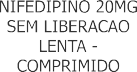 NIFEDIPINO 20MG
SEM LIBERACAO
LENTA -
COMPRIMIDO